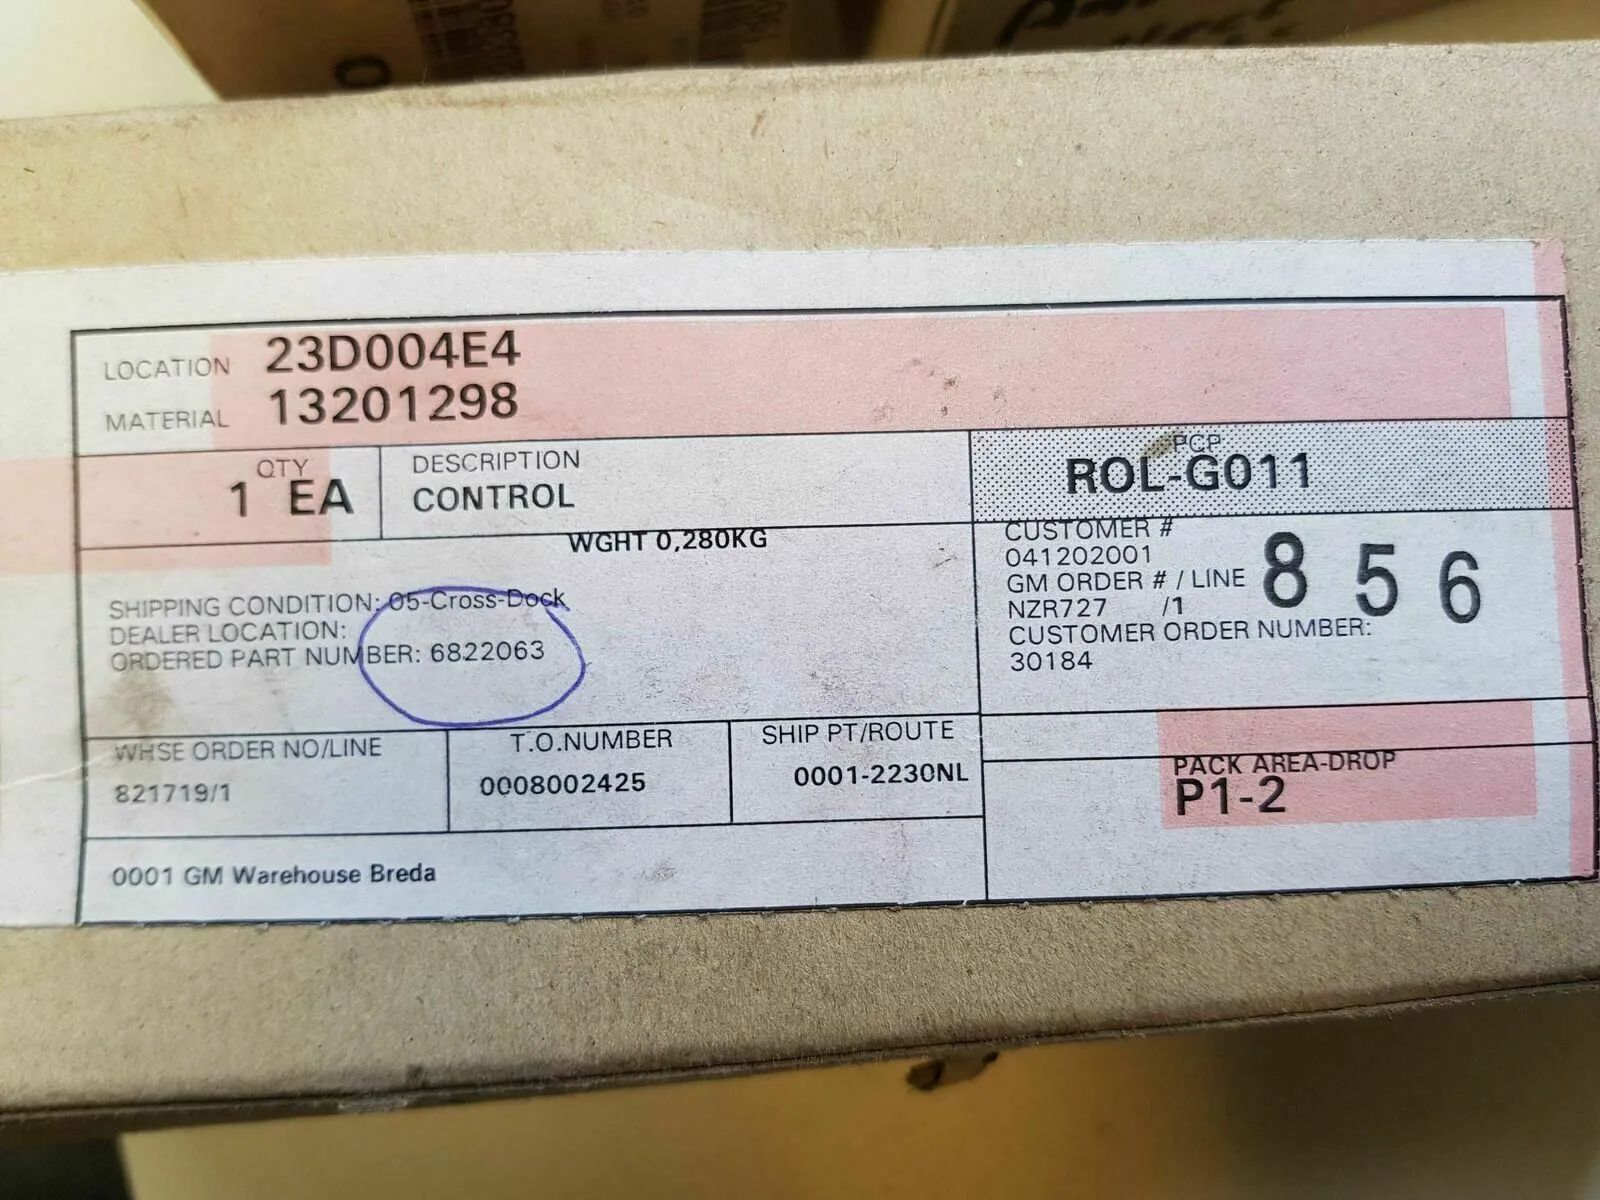 LOCATION 23D004E4
MATERIAL 13201298
QTY
1 EA
DESCRIPTION
CONTROL
PCP
ROL-G011
WGHT 0,280KG
SHIPPING CONDITION: 05-Cross-Dock
DEALER LOCATION:
ORDERED PART NUMBER: 6822063
CUSTOMER #
041202001
GM ORDER # / LINE
NZR727 /1
CUSTOMER ORDER NUMBER:
30184
8 5 6
WHSE ORDER NO/LINE
821719/1
T.O.NUMBER
0008002425
SHIP PT/ROUTE
0001-2230NL
PACK AREA-DROP
P1-2
0001 GM Warehouse Breda